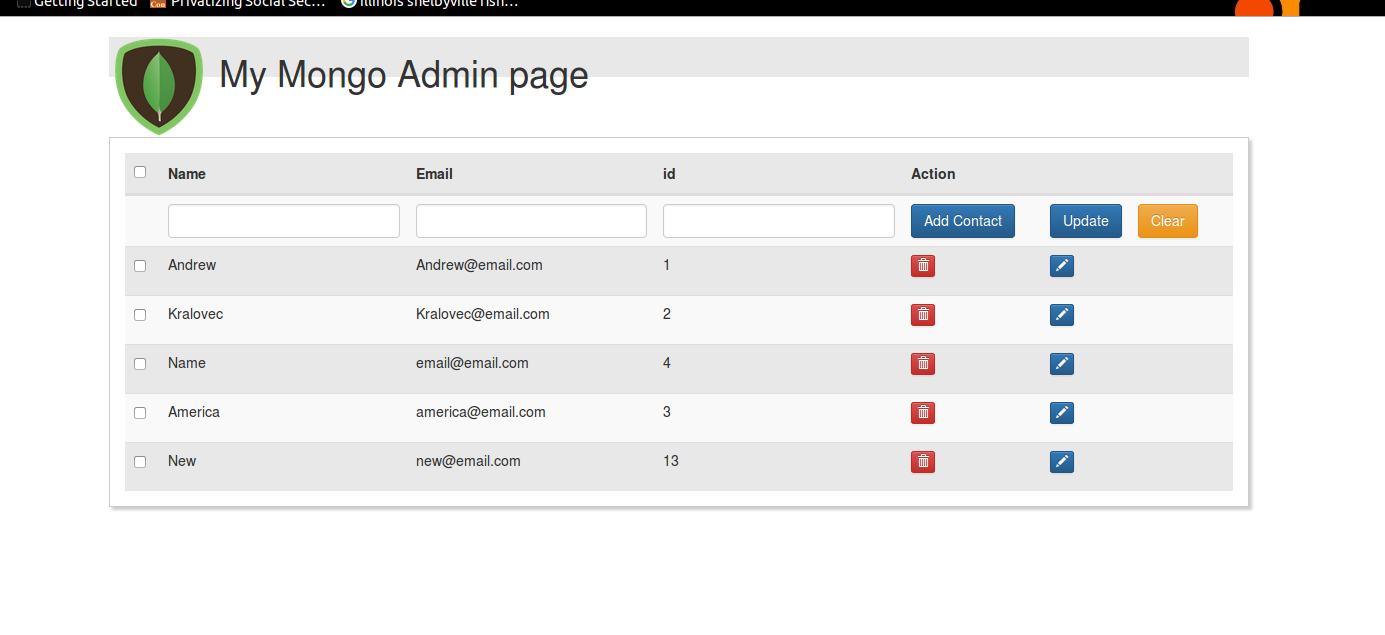 Getting Started Privatizing Social Sec... Illinois shelbyville fish...
My Mongo Admin page
Name Email id Action
Add Contact Update Clear
Andrew Andrew@email.com 1
Kralovec Kralovec@email.com 2
Name email@email.com 4
America america@email.com 3
New new@email.com 13